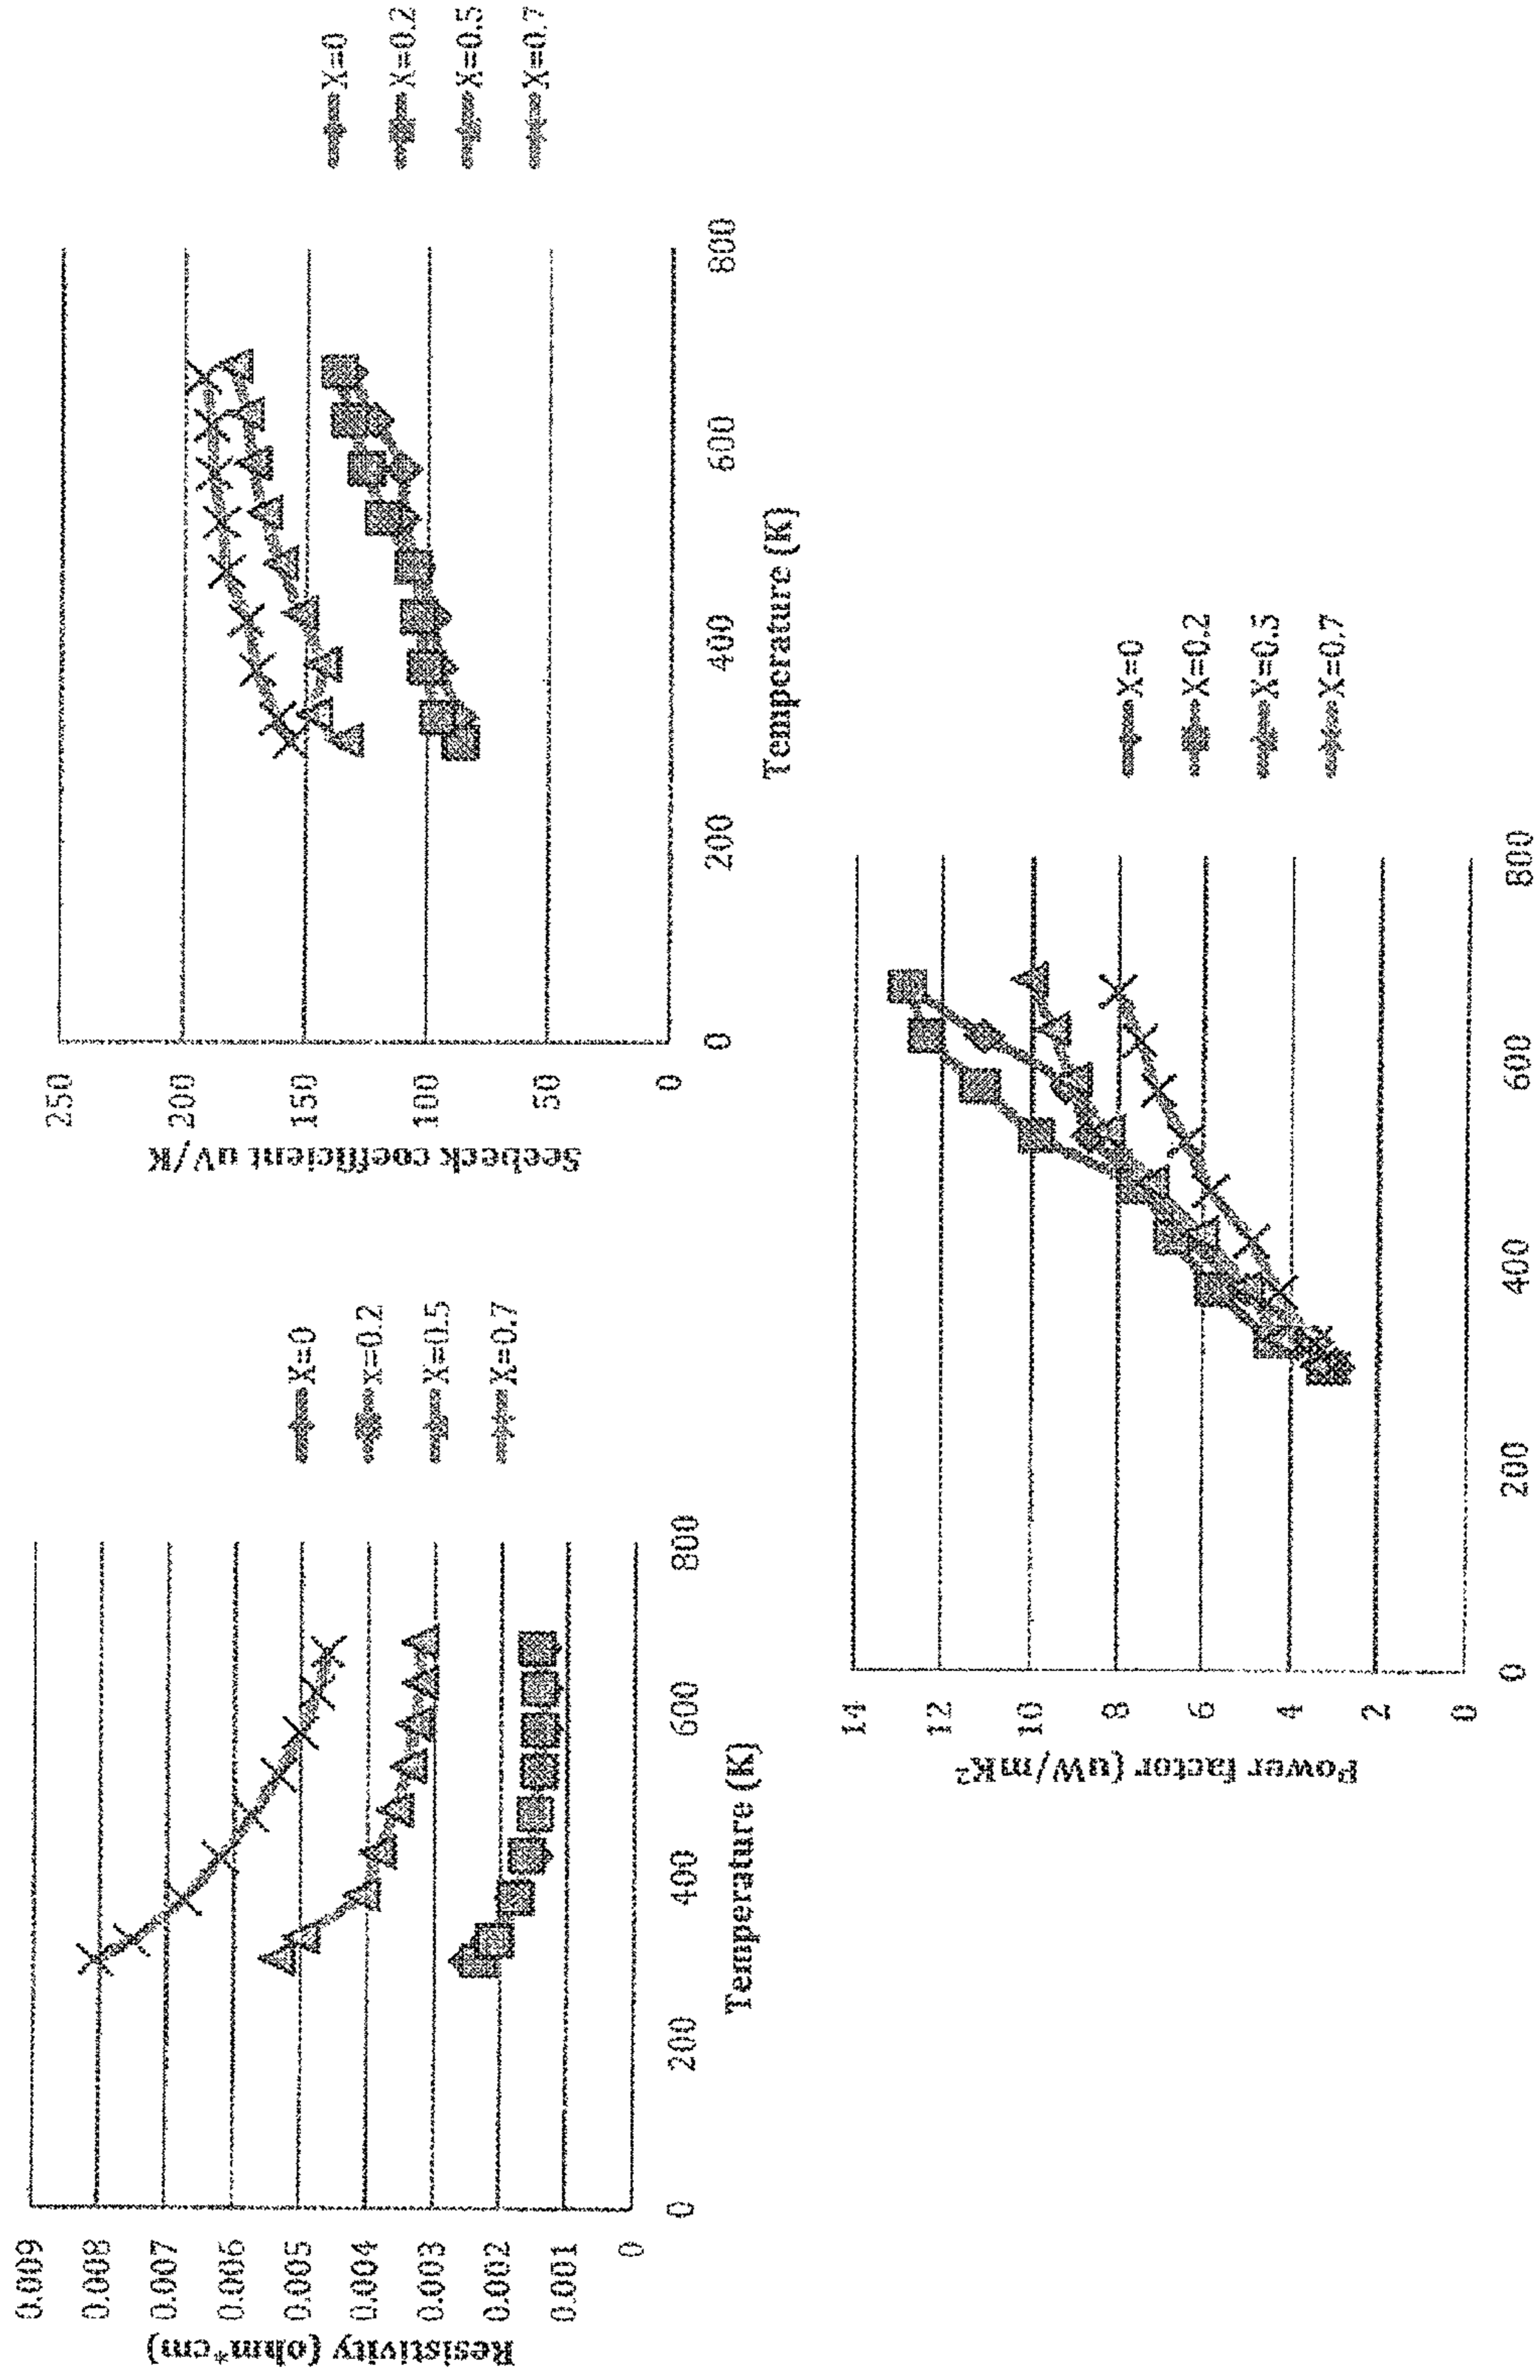 Resistivity (ohm*cm)
0.009
0.008
0.007
0.006
0.005
0.004
0.003
0.002
0.001
0
0
200
400
600
800
Temperature (K)
X=0
x=0.2
X=0.5
X=0.7
Seebeck coefficient uV/K
250
200
150
100
50
0
0
200
400
600
800
Temperature (K)
X=0
X=0.2
X=0.5
X=0.7
Power factor (uW/mK²
14
12
10
8
6
4
2
0
0
200
400
600
800
X=0
X=0.2
X=0.5
X=0.7